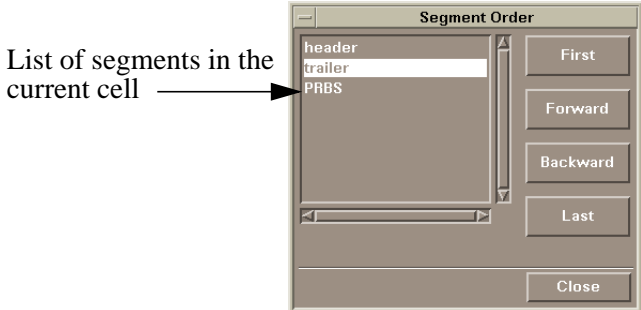 Segment Order
List of segments in the
current cell
header
trailer
PRBS
First
Forward
Backward
Last
Close